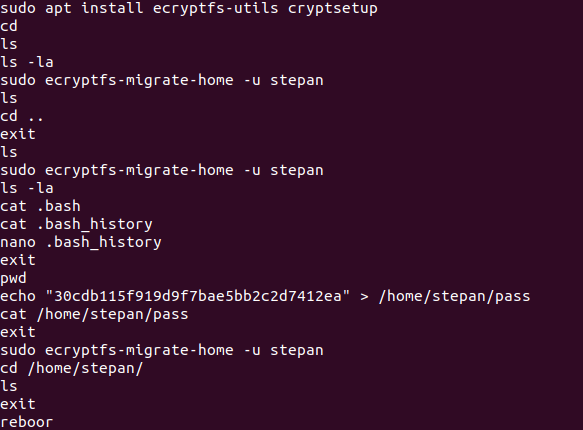 sudo apt install ecryptfs-utils cryptsetup
cd
ls
ls -la
sudo ecryptfs-migrate-home -u stepan
ls
cd ..
exit
ls
sudo ecryptfs-migrate-home -u stepan
ls -la
cat .bash
cat .bash_history
nano .bash_history
exit
pwd
echo "30cdb115f919d9f7bae5bb2c2d7412ea" > /home/stepan/pass
cat /home/stepan/pass
exit
sudo ecryptfs-migrate-home -u stepan
cd /home/stepan/
ls
exit
reboor